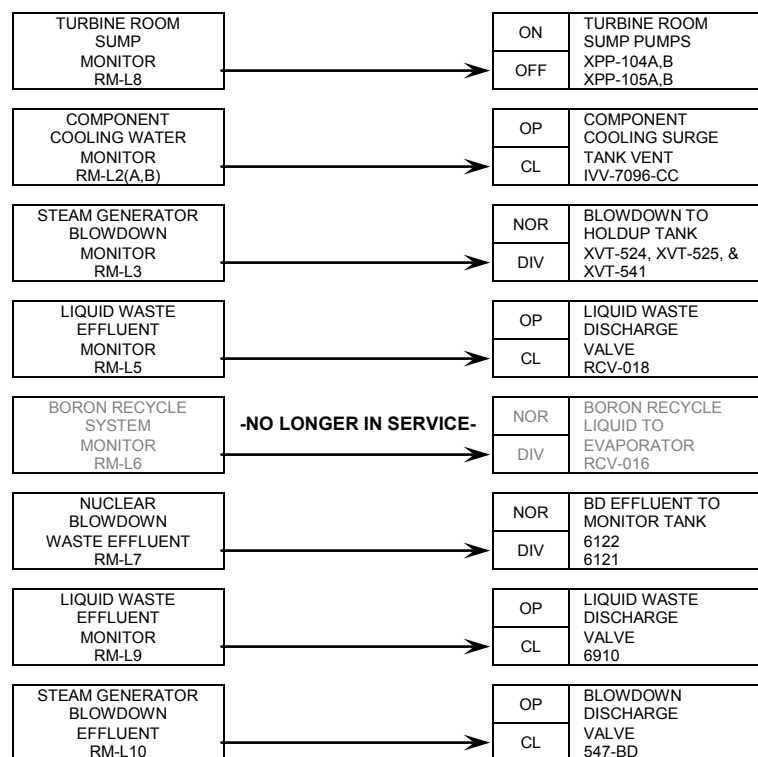 TURBINE ROOM
SUMP
MONITOR
RM-L8
ON
OFF
TURBINE ROOM
SUMP PUMPS
XPP-104A,B
XPP-105A,B
COMPONENT
COOLING WATER
MONITOR
RM-L2(A,B)
OP
CL
COMPONENT
COOLING SURGE
TANK VENT
IVV-7096-CC
STEAM GENERATOR
BLOWDOWN
MONITOR
RM-L3
NOR
DIV
BLOWDOWN TO
HOLDUP TANK
XVT-524, XVT-525, &
XVT-541
LIQUID WASTE
EFFLUENT
MONITOR
RM-L5
OP
CL
LIQUID WASTE
DISCHARGE
VALVE
RCV-018
BORON RECYCLE
SYSTEM
MONITOR
RM-L6
-NO LONGER IN SERVICE-
NOR
DIV
BORON RECYCLE
LIQUID TO
EVAPORATOR
RCV-016
NUCLEAR
BLOWDOWN
WASTE EFFLUENT
RM-L7
NOR
DIV
BD EFFLUENT TO
MONITOR TANK
6122
6121
LIQUID WASTE
EFFLUENT
MONITOR
RM-L9
OP
CL
LIQUID WASTE
DISCHARGE
VALVE
6910
STEAM GENERATOR
BLOWDOWN
EFFLUENT
RM-L10
OP
CL
BLOWDOWN
DISCHARGE
VALVE
547-BD